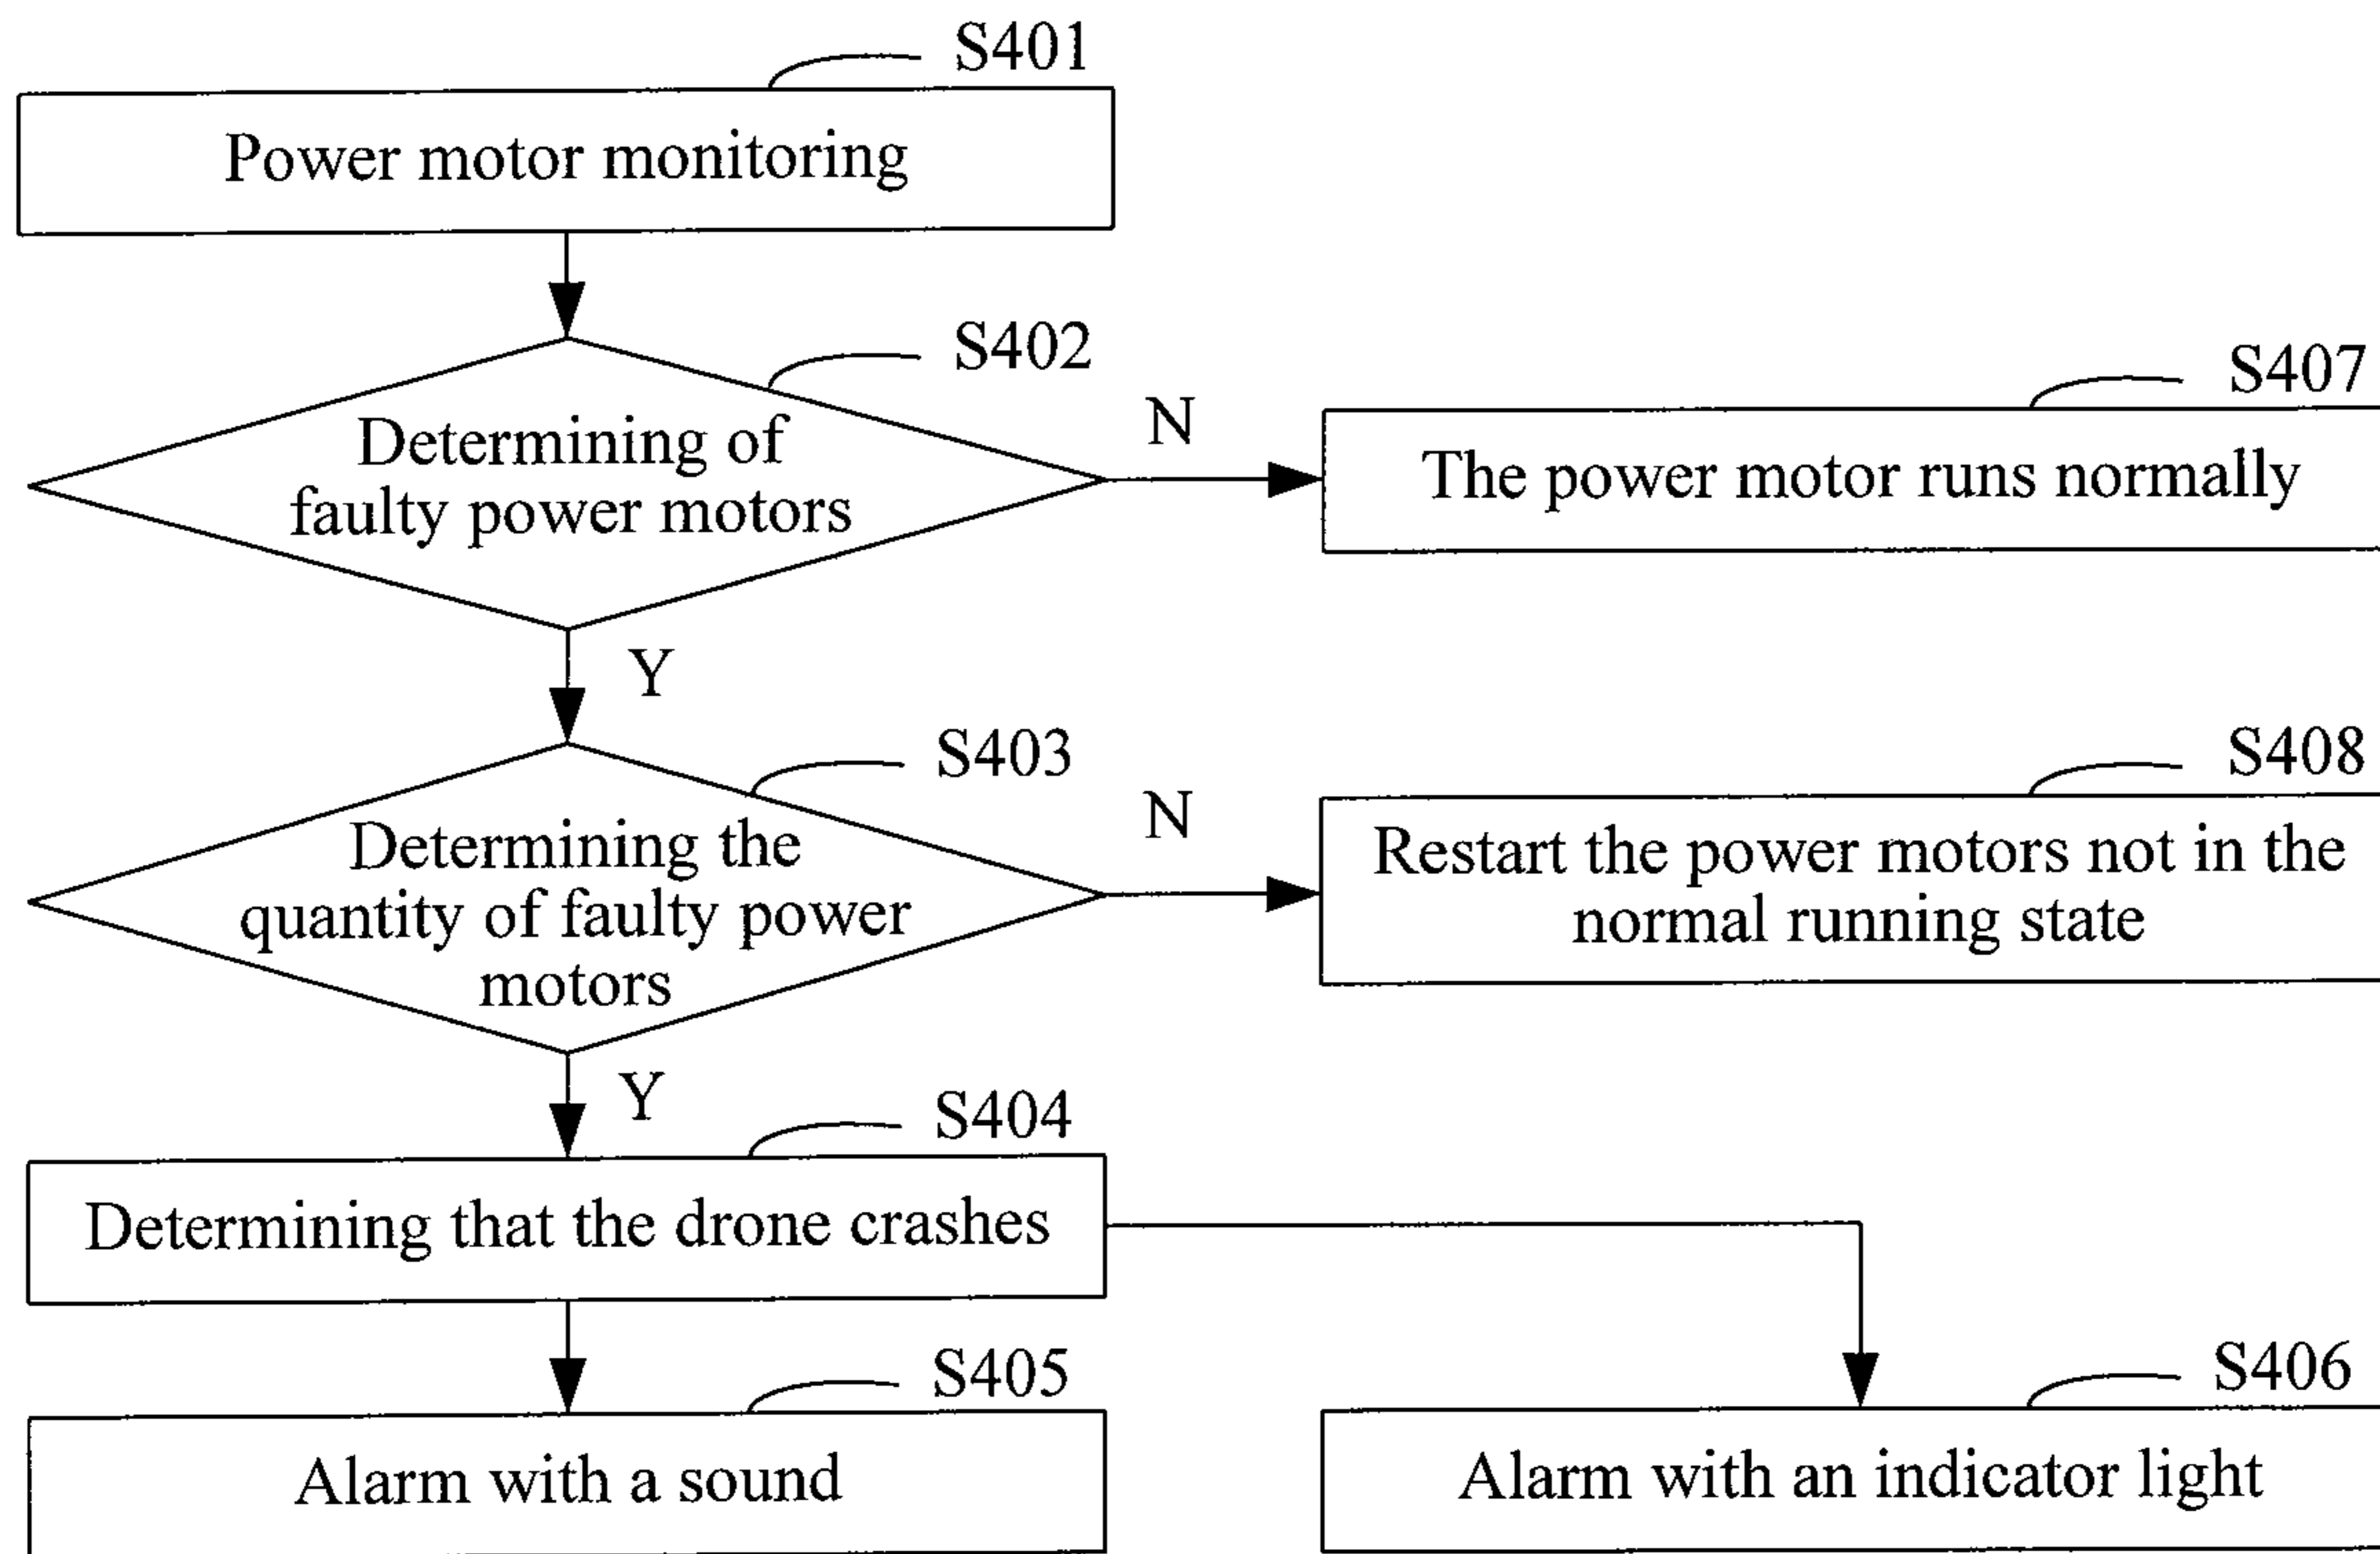 S401
Power motor monitoring
S402
Determining of
faulty power motors
N
S407
The power motor runs normally
Y
S403
Determining the
quantity of faulty power
motors
N
S408
Restart the power motors not in the
normal running state
Y
S404
Determining that the drone crashes
S405
Alarm with a sound
S406
Alarm with an indicator light